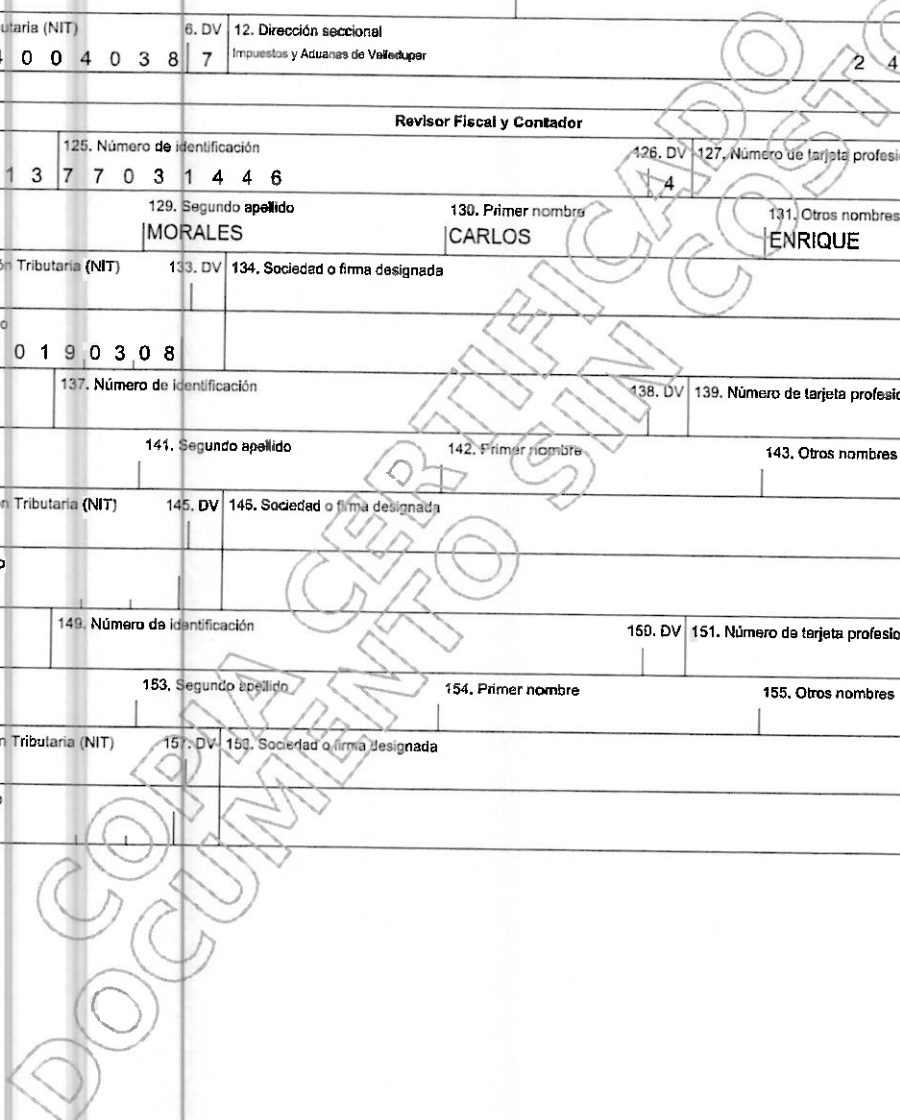 utaria (NIT) 6. DV 12. Dirección seccional
0 0 4 0 3 8 7 Impuestos y Aduanas de Valledupar 2 4
Revisor Fiscal y Contador
125. Número de identificación 126. DV 127. Número de tarjeta profesi
1 3 7 7 0 3 1 4 4 6 4
129. Segundo apellido 130. Primer nombre 131. Otros nombres
MORALES CARLOS ENRIQUE
ón Tributaria (NIT) 133. DV 134. Sociedad o firma designada
o
0 1 9 0 3 0 8
137. Número de identificación 138. DV 139. Número de tarjeta profesio
141. Segundo apellido 142. Primer nombre 143. Otros nombres
ón Tributaria (NIT) 145. DV 146. Sociedad o firma designada
o
149. Número de identificación 150. DV 151. Número de tarjeta profesio
153. Segundo apellido 154. Primer nombre 155. Otros nombres
n Tributaria (NIT) 157. DV 158. Sociedad o firma designada
o
COPIA CERTIFICADO
DOCUMENTO SIN COSTO